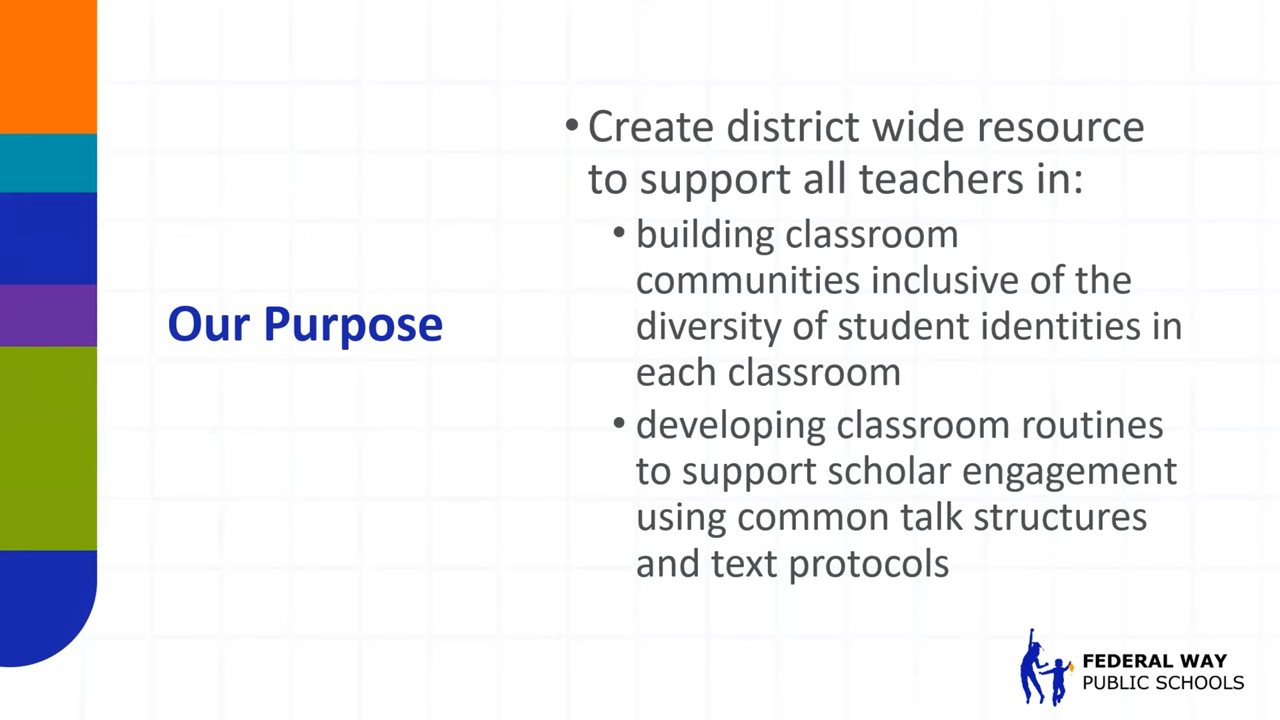 Our Purpose
• Create district wide resource
to support all teachers in:
• building classroom
communities inclusive of the
diversity of student identities in
each classroom
• developing classroom routines
to support scholar engagement
using common talk structures
and text protocols
FEDERAL WAY
PUBLIC SCHOOLS